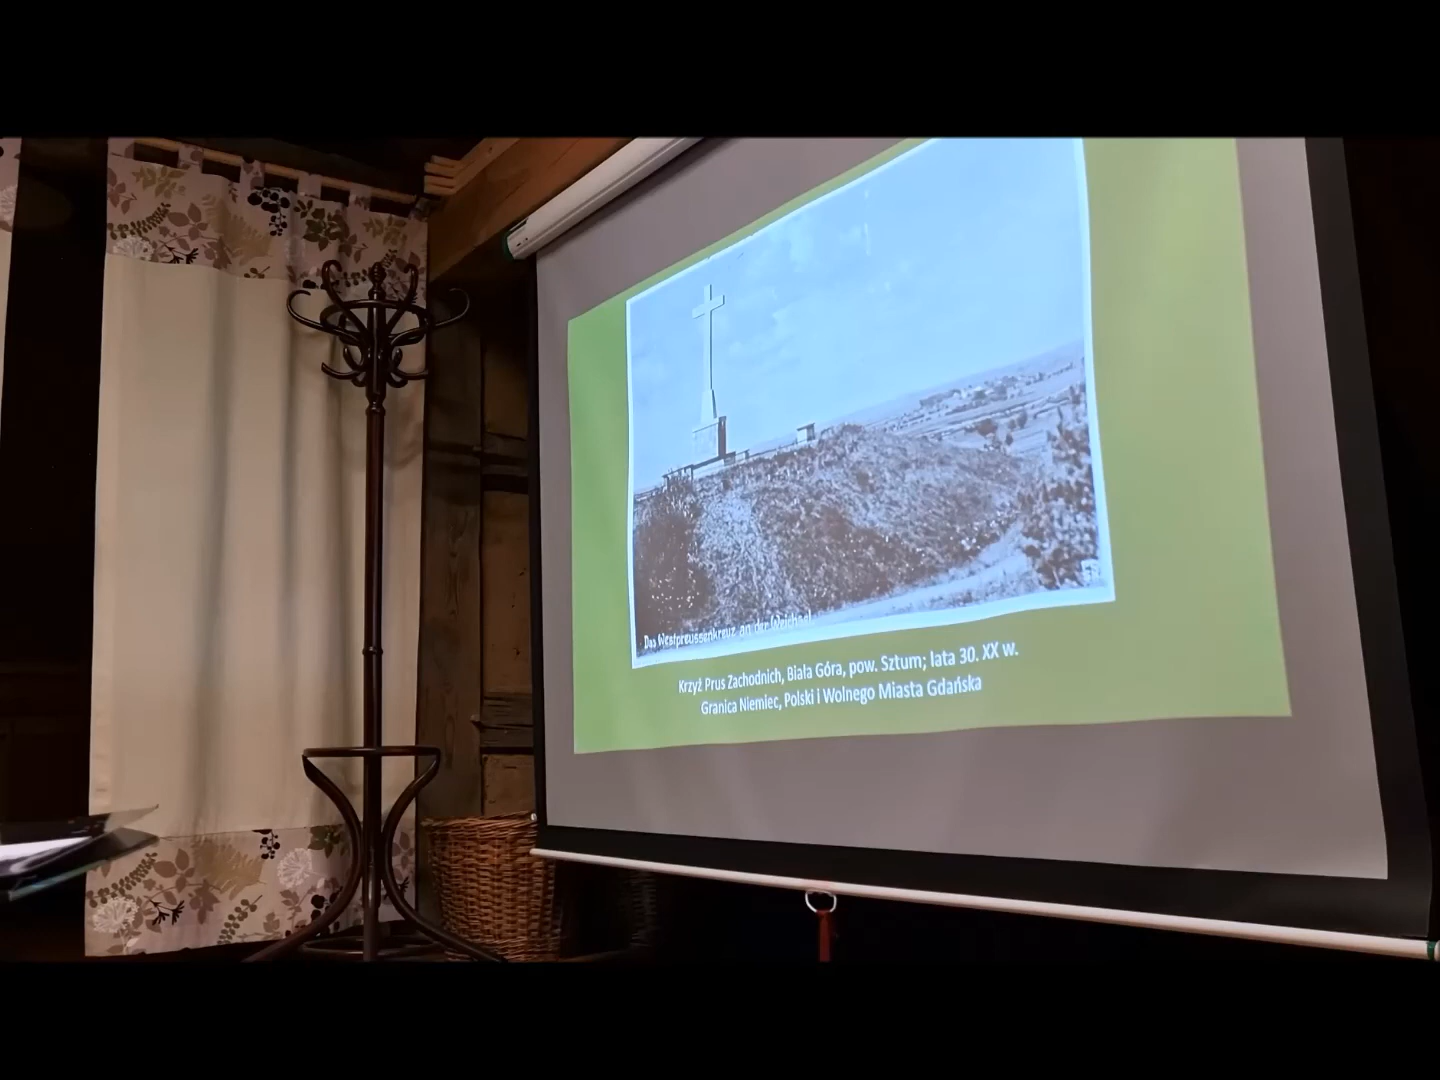 Das Westpreussenkreuz an der Weichsel
Krzyż Prus Zachodnich, Biała Góra, pow. Sztum; lata 30. XX w.
Granica Niemiec, Polski i Wolnego Miasta Gdańska